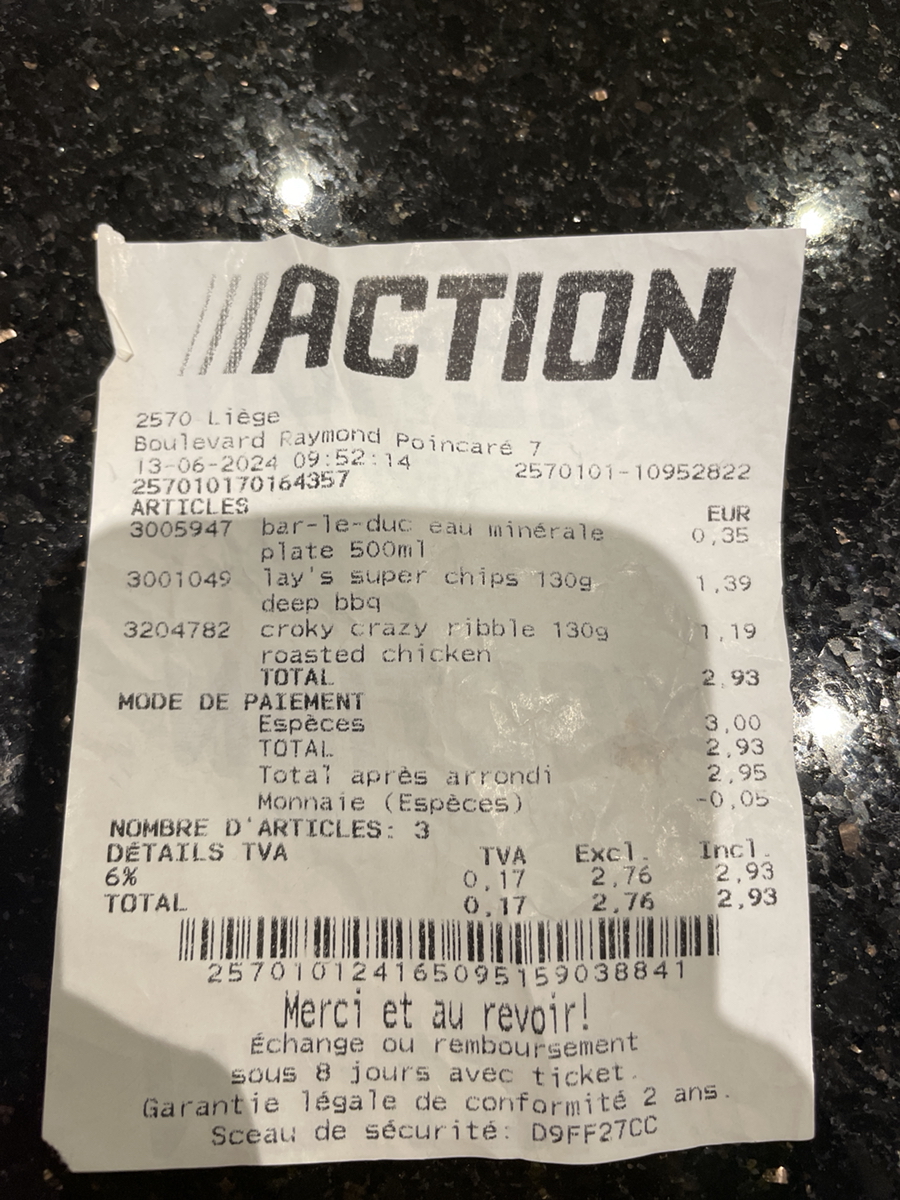 ACTION
2570 Liège
Boulevard Raymond Poincaré 7
13-06-2024 09:52:14 2570101-10952822
257010170164357
ARTICLES EUR
3005947 bar-le-duc eau minérale 0,35
plate 500ml
3001049 lay's super chips 130g 1,39
deep bbq
3204782 croky crazy ribble 130g 1,19
roasted chicken
TOTAL 2,93
MODE DE PAIEMENT
Espèces 3,00
TOTAL 2,93
Total après arrondi 2,95
Monnaie (Espèces) -0,05
NOMBRE D'ARTICLES: 3
DÉTAILS TVA TVA Excl. Incl.
6% 0,17 2,76 2,93
TOTAL 0,17 2,76 2,93
257010124165095159038841
Merci et au revoir!
Échange ou remboursement
sous 8 jours avec ticket.
Garantie légale de conformité 2 ans.
Sceau de sécurité: D9FF27CC